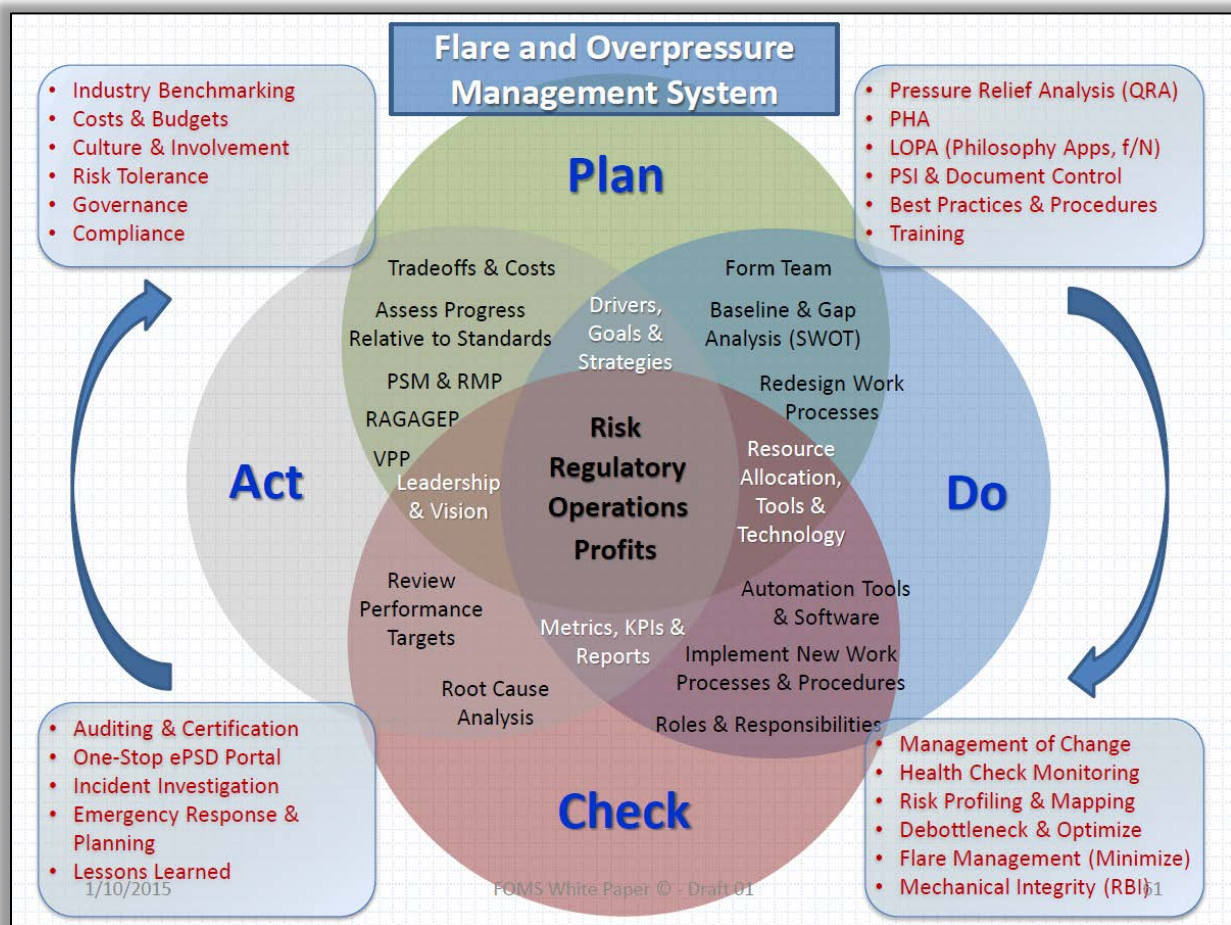 Flare and Overpressure
Management System
• Industry Benchmarking
• Costs & Budgets
• Culture & Involvement
• Risk Tolerance
• Governance
• Compliance
• Pressure Relief Analysis (QRA)
• PHA
• LOPA (Philosophy Apps, f/N)
• PSI & Document Control
• Best Practices & Procedures
• Training
Plan
Tradeoffs & Costs
Assess Progress
Relative to Standards
PSM & RMP
RAGAGEP
VPP
Drivers,
Goals &
Strategies
Form Team
Baseline & Gap
Analysis (SWOT)
Redesign Work
Processes
Act
Leadership
& Vision
Risk
Regulatory
Operations
Profits
Resource
Allocation,
Tools &
Technology
Do
Review
Performance
Targets
Root Cause
Analysis
Metrics, KPIs &
Reports
Automation Tools
& Software
Implement New Work
Processes & Procedures
Roles & Responsibilities
Check
• Auditing & Certification
• One-Stop ePSD Portal
• Incident Investigation
• Emergency Response &
Planning
• Lessons Learned
• Management of Change
• Health Check Monitoring
• Risk Profiling & Mapping
• Debottleneck & Optimize
• Flare Management (Minimize)
• Mechanical Integrity (RBI)
1/10/2015
FOMS White Paper © - Draft 01
61